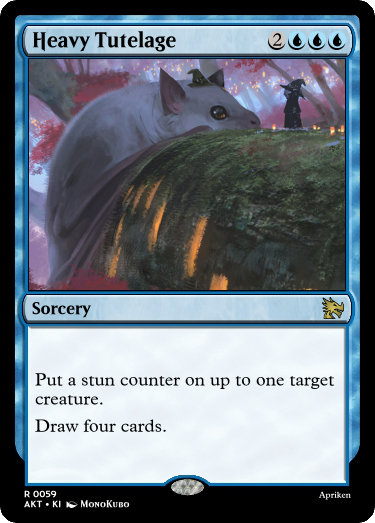 Heavy Tutelage 2
Sorcery
Put a stun counter on up to one target
creature.
Draw four cards.
R 0059
AKT • KI MonoKubo
Apriken